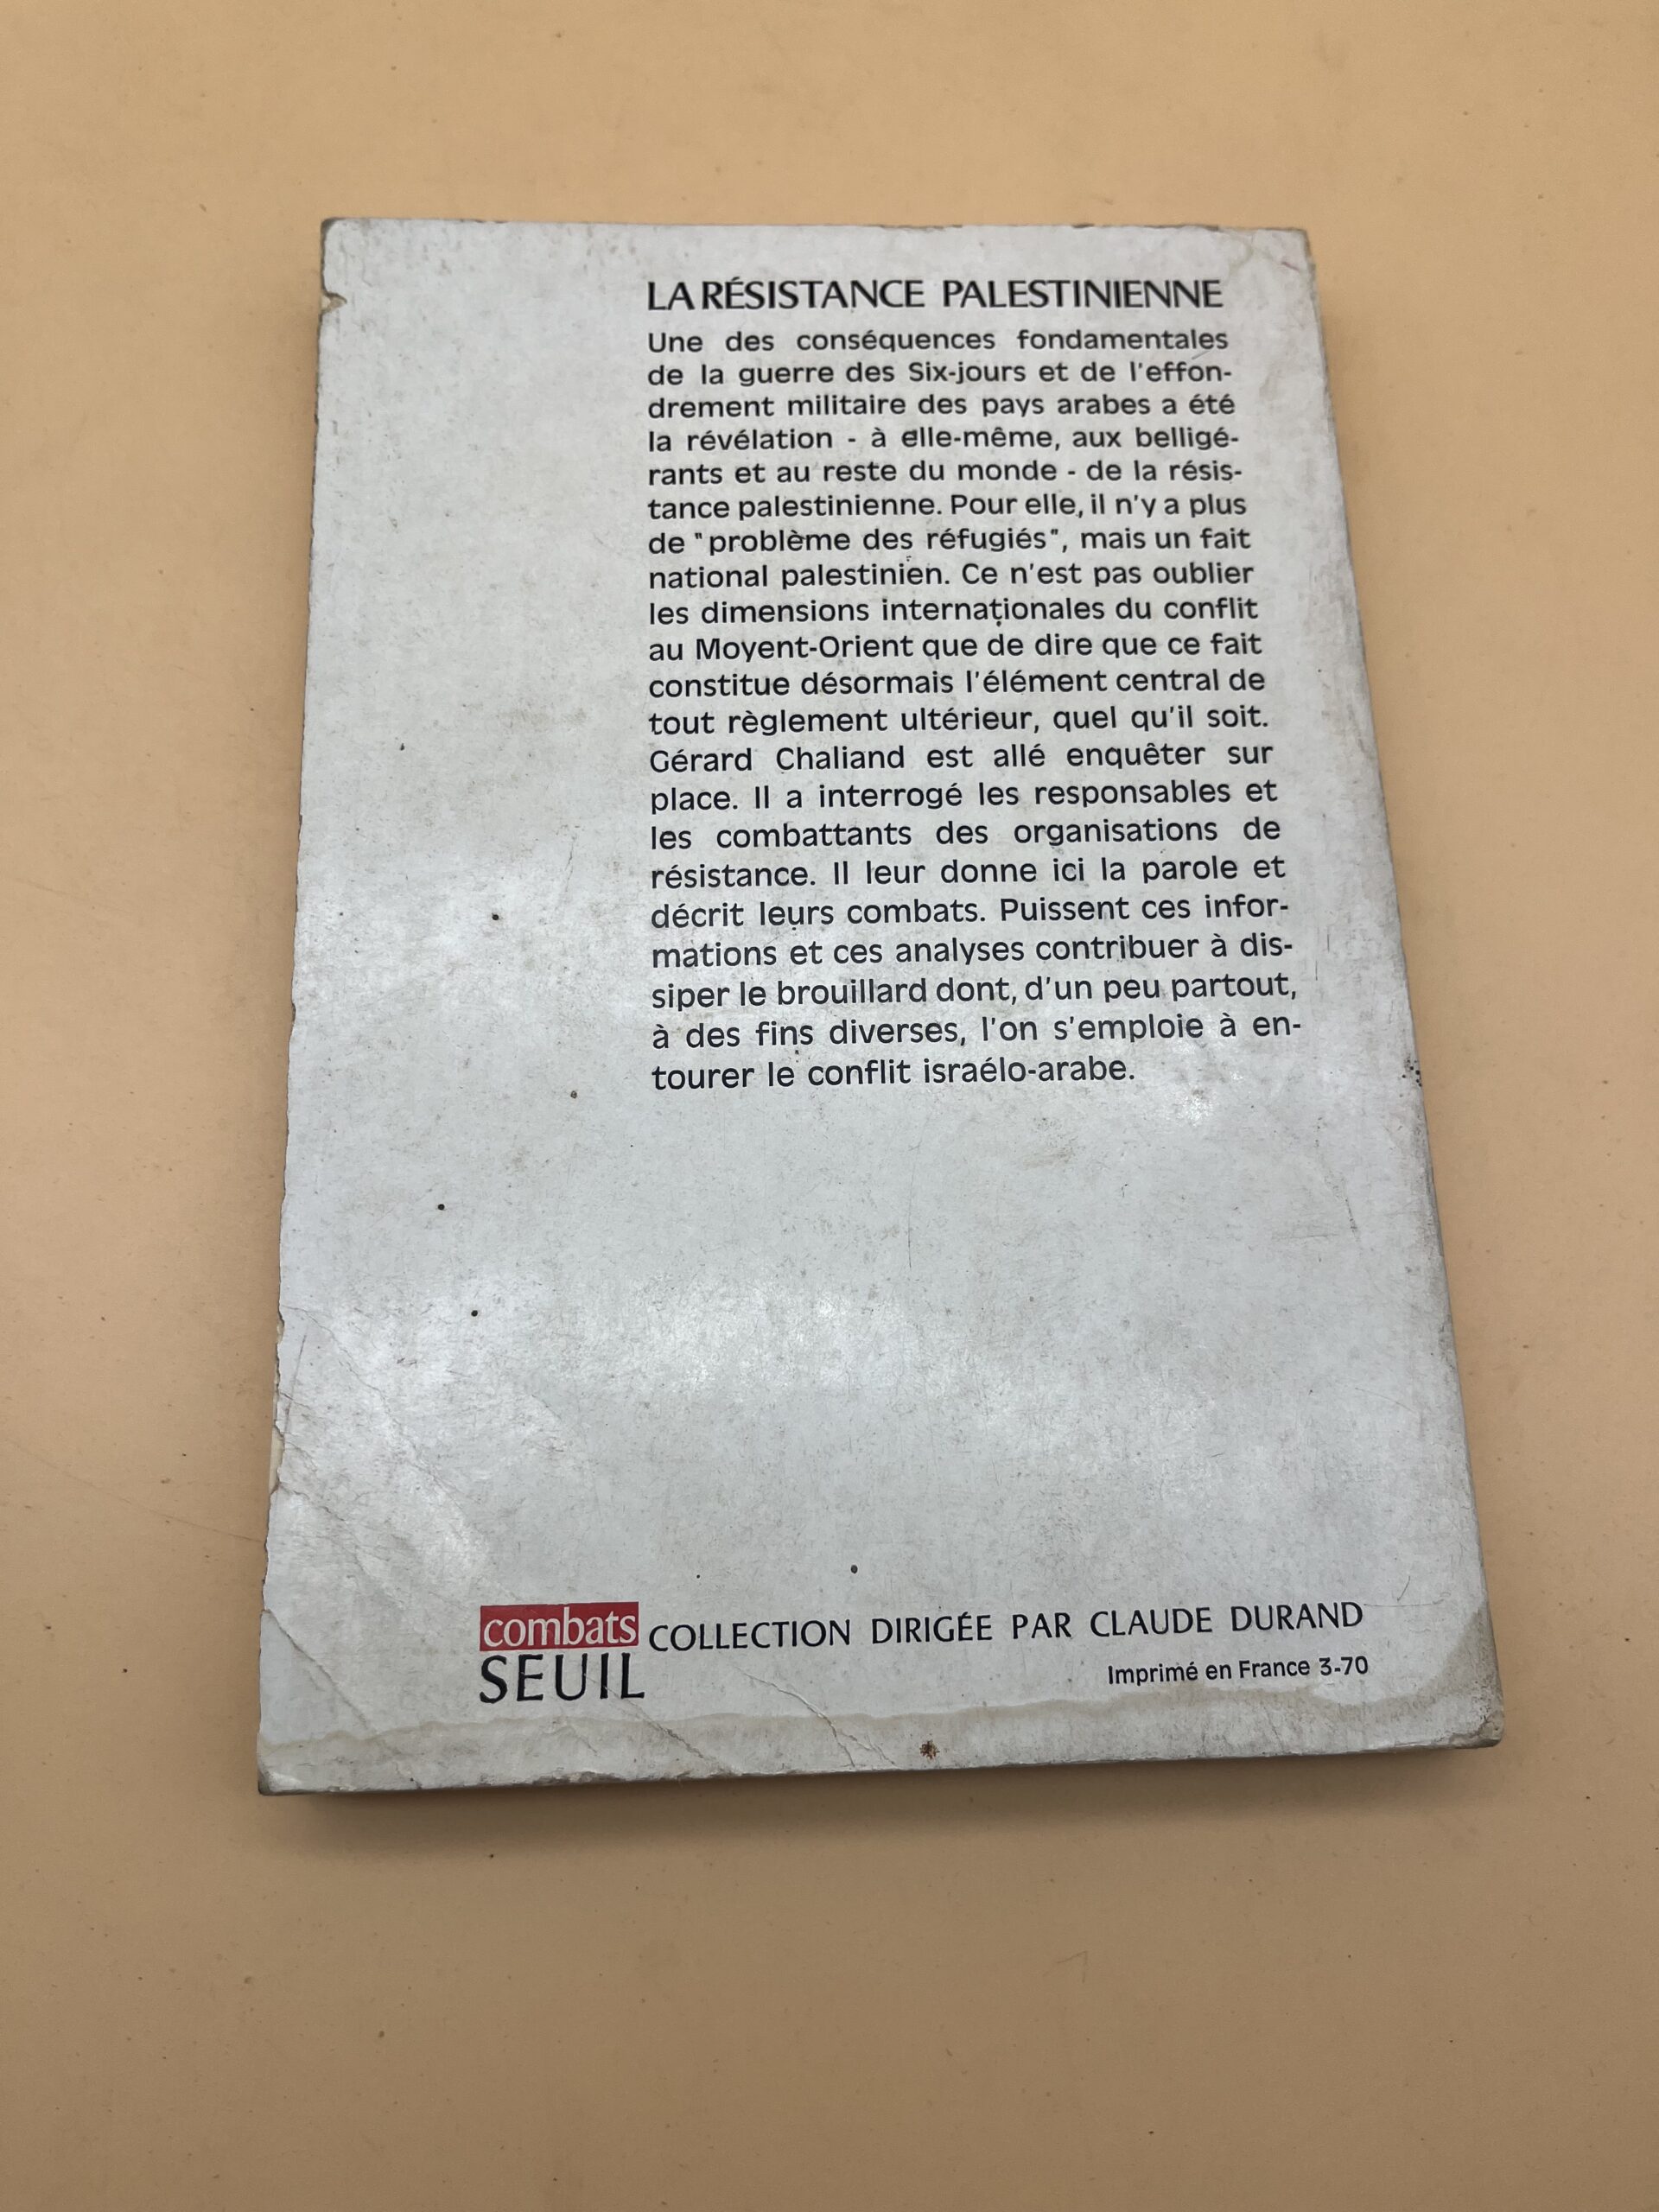 LA RÉSISTANCE PALESTINIENNE
Une des conséquences fondamentales
de la guerre des Six-jours et de l'effon-
drement militaire des pays arabes a été
la révélation - à elle-même, aux belligé-
rants et au reste du monde - de la résis-
tance palestinienne. Pour elle, il n'y a plus
de "problème des réfugiés", mais un fait
national palestinien. Ce n'est pas oublier
les dimensions internationales du conflit
au Moyent-Orient que de dire que ce fait
constitue désormais l'élément central de
tout règlement ultérieur, quel qu'il soit.
Gérard Chaliand est allé enquêter sur
place. Il a interrogé les responsables et
les combattants des organisations de
résistance. Il leur donne ici la parole et
décrit leurs combats. Puissent ces infor-
mations et ces analyses contribuer à dis-
siper le brouillard dont, d'un peu partout,
à des fins diverses, l'on s'emploie à en-
tourer le conflit israélo-arabe.
combats COLLECTION DIRIGÉE PAR CLAUDE DURAND
SEUIL
Imprimé en France 3-70